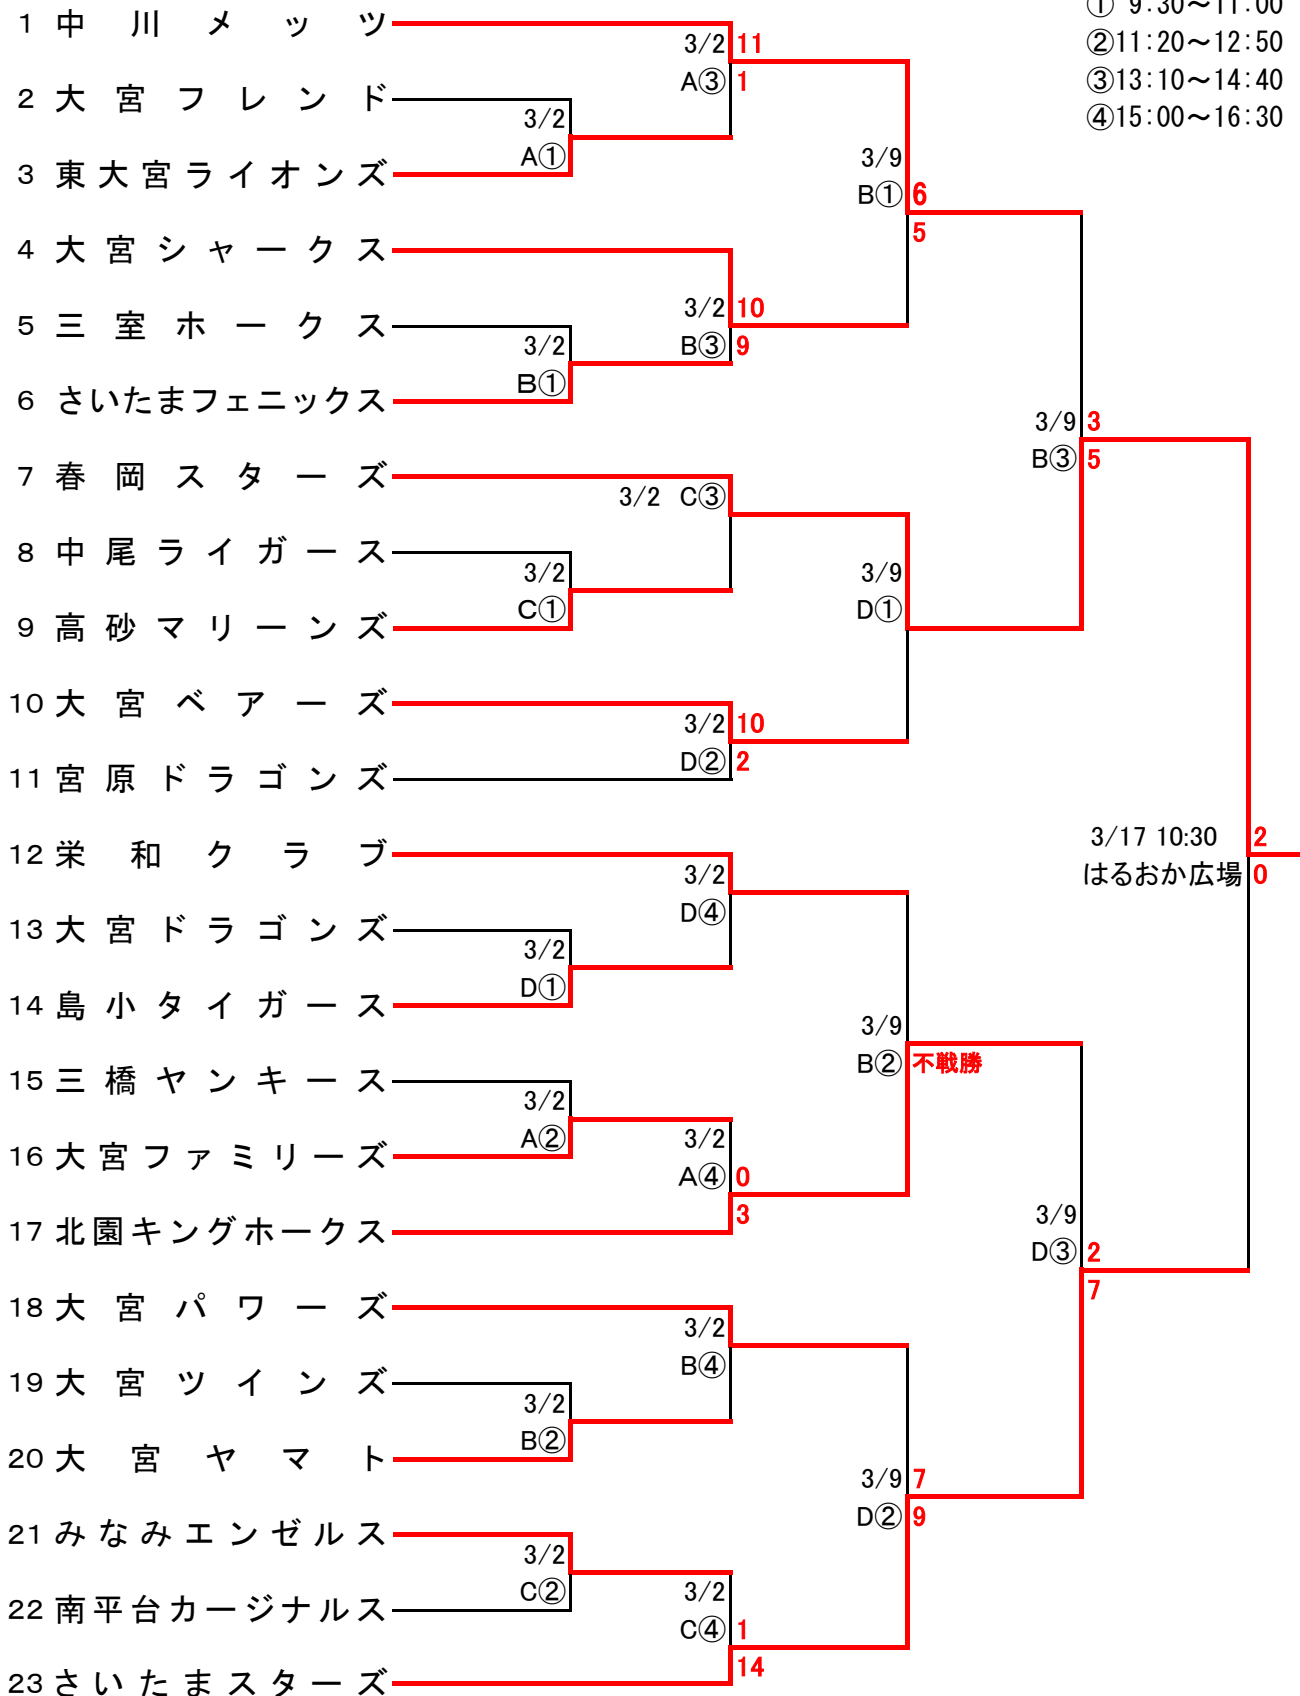 ① 9:30～11:00
②11:20～12:50
③13:10～14:40
④15:00～16:30
1 中川メッツ
3/2 11
A③ 1
2 大宮フレンド
3/2
A①
3 東大宮ライオンズ
3/9
B① 6
5
4 大宮シャークス
3/2 10
B③ 9
5 三室ホークス
3/2
B①
6 さいたまフェニックス
3/9 3
B③ 5
7 春岡スターズ
3/2 C③
8 中尾ライガース
3/2
C①
3/9
D①
9 高砂マリーンズ
10 大宮ベアーズ
3/2 10
D② 2
11 宮原ドラゴンズ
3/17 10:30 2
はるおか広場 0
12 栄和クラブ
3/2
D④
13 大宮ドラゴンズ
3/2
D①
14 島小タイガース
3/9
B② 不戦勝
15 三橋ヤンキース
3/2
A②
16 大宮ファミリーズ
3/2
A④ 0
3
17 北園キングホークス
3/9
D③ 2
7
18 大宮パワーズ
3/2
B④
19 大宮ツインズ
3/2
B②
20 大宮ヤマト
3/9 7
D② 9
21 みなみエンゼルス
3/2
C②
22 南平台カージナルス
3/2
C④ 1
14
23 さいたまスターズ